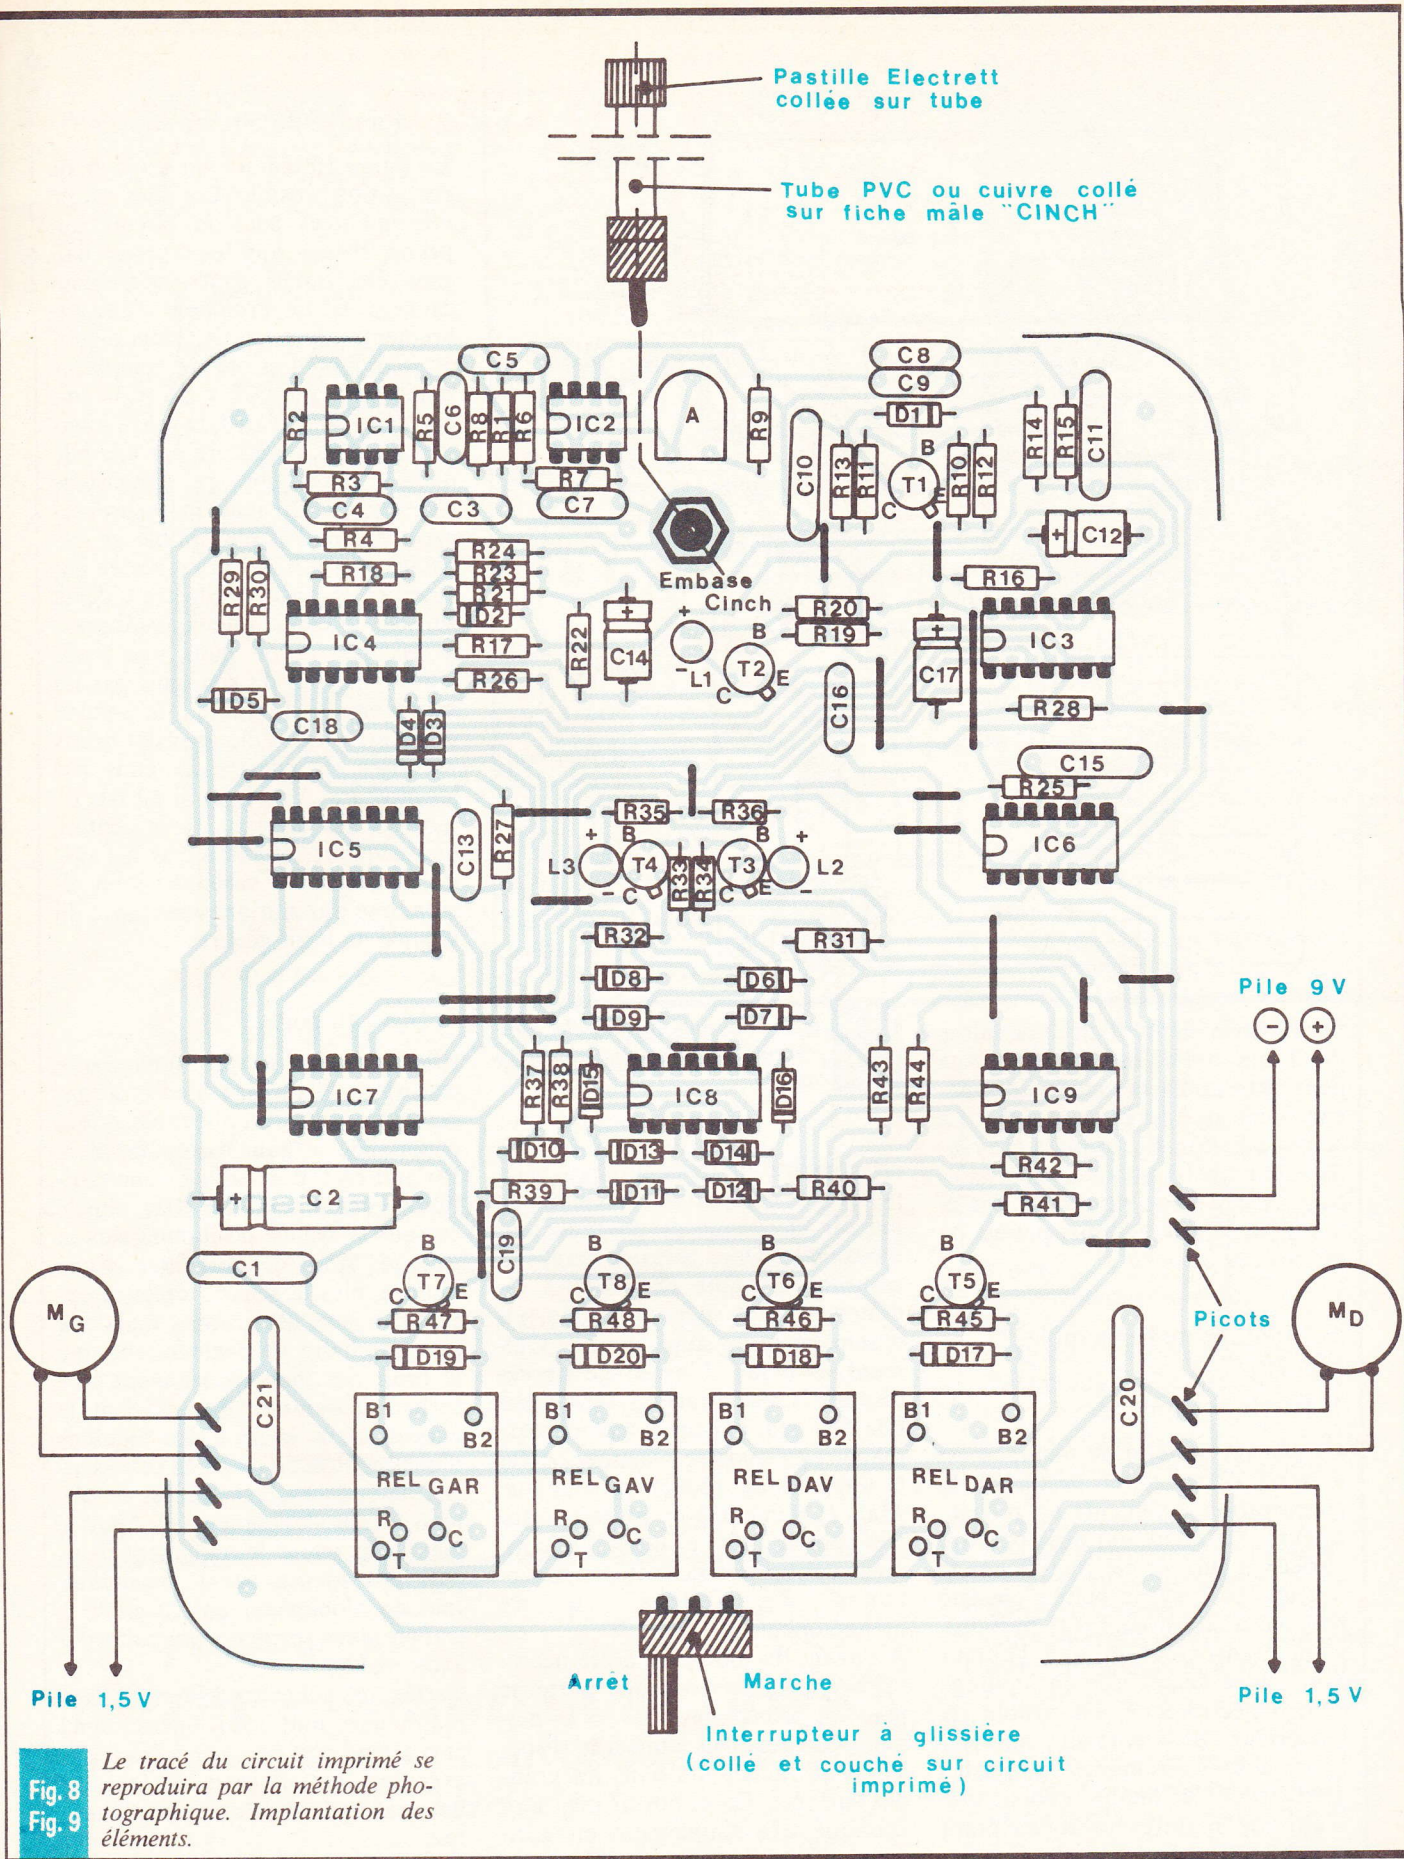 Pastille Electrett
collée sur tube
Tube PVC ou cuivre collé
sur fiche mâle "CINCH"
C5
C8
C9
R2
IC1
R5
C6
R8
R1
R6
IC2
A
R9
D1
C10
R13
R11
B
T1
E
C
R10
R12
R14
R15
C11
R3
C4
C3
R7
C7
C12
R4
R18
R24
R23
R21
D2
R17
R26
Embase
Cinch
R16
R29
R30
IC4
R22
+
C14
+
-
L1
B
T2
E
C
R20
R19
C16
+
C17
IC3
D5
C18
D4
D3
R28
C15
R25
IC5
C13
R27
R35
R36
L3
+
-
B
T4
C
R33
R34
B
T3
C
E
+
-
L2
IC6
R32
R31
D8
D6
D9
D7
Pile 9 V
- +
IC7
R37
R38
D15
IC8
D16
R43
R44
IC9
D10
D13
D14
R42
+
C2
R39
D11
D12
R40
R41
TELESON
C1
C19
B
T7
C
E
B
T8
C
E
B
T6
C
E
B
T5
C
E
MG
R47
R48
R46
R45
Picots
MD
D19
D20
D18
D17
C21
C20
B1
B2
REL GAR
R
C
T
B1
B2
REL GAV
R
C
T
B1
B2
REL DAV
R
C
T
B1
B2
REL DAR
R
C
T
Arrêt Marche
Pile 1,5 V
Pile 1,5 V
Interrupteur à glissière
(collé et couché sur circuit
imprimé)
Fig. 8
Fig. 9
Le tracé du circuit imprimé se
reproduira par la méthode pho-
tographique. Implantation des
éléments.